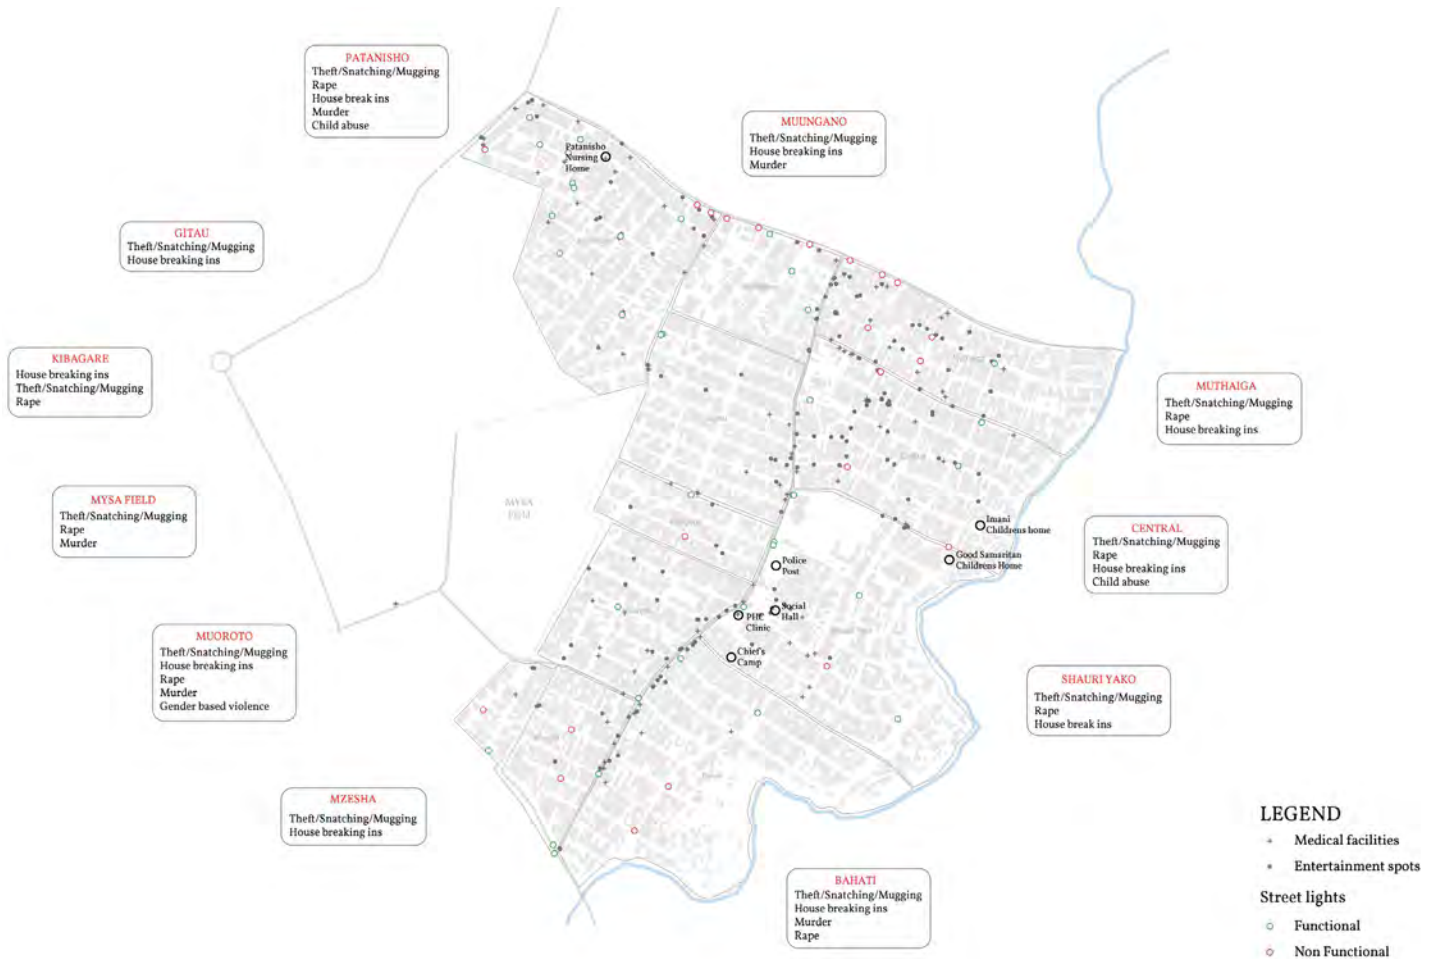 PATANISHO
Theft/Snatching/Mugging
Rape
House break ins
Murder
Child abuse
MUUNGANO
Theft/Snatching/Mugging
House breaking ins
Murder
Patanisho
Nursing
Home
GITAU
Theft/Snatching/Mugging
House breaking ins
KIBAGARE
House breaking ins
Theft/Snatching/Mugging
Rape
MUTHAIGA
Theft/Snatching/Mugging
Rape
House breaking ins
MYSA FIELD
Theft/Snatching/Mugging
Rape
Murder
MYSA
Field
Imani
Childrens home
CENTRAL
Theft/Snatching/Mugging
Rape
House breaking ins
Child abuse
Good Samaritan
Childrens Home
Police
Post
Social
Hall
PHC
Clinic
Chief's
Camp
MUOROTO
Theft/Snatching/Mugging
House breaking ins
Rape
Murder
Gender based violence
SHAURI YAKO
Theft/Snatching/Mugging
Rape
House break ins
MZESHA
Theft/Snatching/Mugging
House breaking ins
BAHATI
Theft/Snatching/Mugging
House breaking ins
Murder
Rape
LEGEND
Medical facilities
Entertainment spots
Street lights
Functional
Non Functional